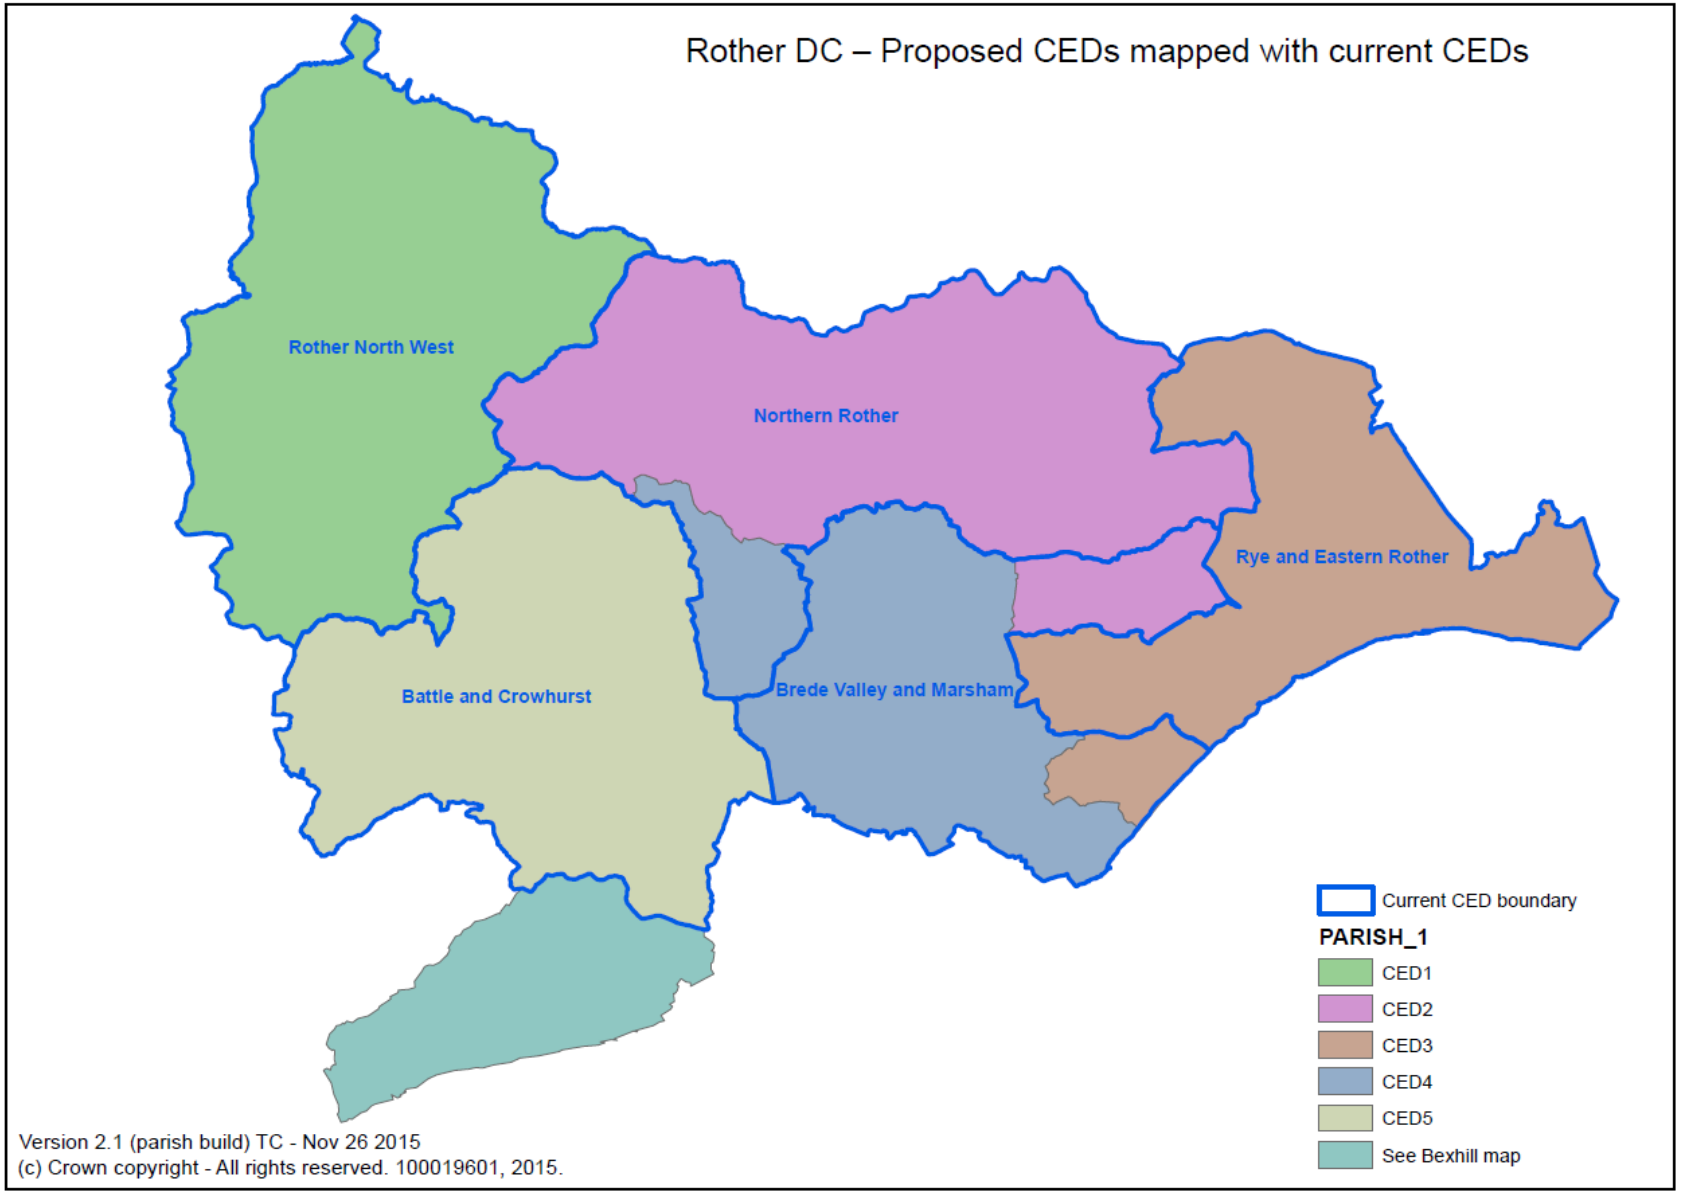 Rother DC – Proposed CEDs mapped with current CEDs
Rother North West
Northern Rother
Rye and Eastern Rother
Brede Valley and Marsham
Battle and Crowhurst
Current CED boundary
PARISH_1
CED1
CED2
CED3
CED4
CED5
See Bexhill map
Version 2.1 (parish build) TC - Nov 26 2015
(c) Crown copyright - All rights reserved. 100019601, 2015.